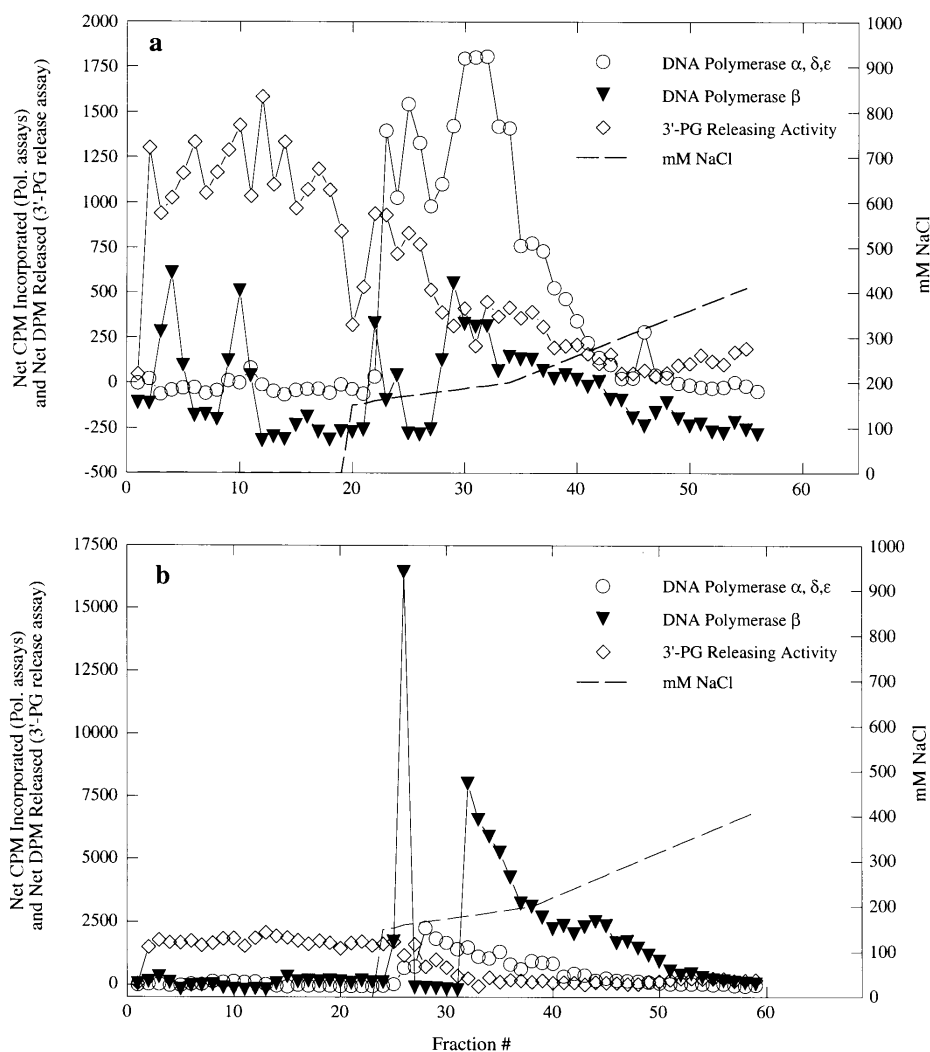 a
2000
1750
1500
1250
1000
750
500
250
0
-250
-500
Net CPM Incorporated (Pol. assays)
and Net DPM Released (3'-PG release assay)
DNA Polymerase α, δ,ε
DNA Polymerase β
3'-PG Releasing Activity
mM NaCl
1000
900
800
700
600
500
400
300
200
100
0
mM NaCl
0 10 20 30 40 50 60
b
17500
15000
12500
10000
7500
5000
2500
0
Net CPM Incorporated (Pol. assays)
and Net DPM Released (3'-PG release assay)
DNA Polymerase α, δ,ε
DNA Polymerase β
3'-PG Releasing Activity
mM NaCl
1000
900
800
700
600
500
400
300
200
100
0
mM NaCl
0 10 20 30 40 50 60
Fraction #